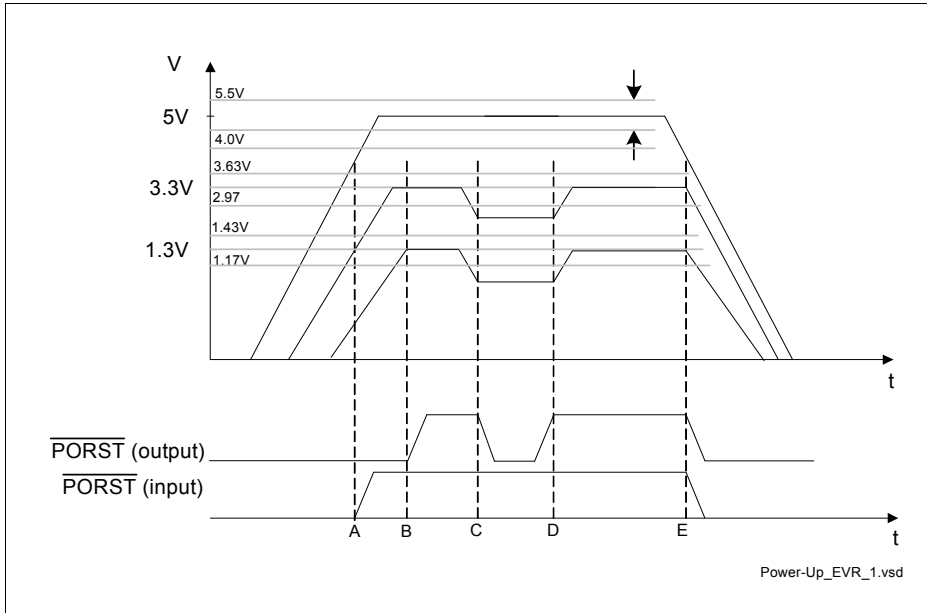 V
5.5V
5V
4.0V
3.63V
3.3V
2.97
1.43V
1.3V
1.17V
t
PORST (output)
PORST (input)
A B C D E
t
Power-Up_EVR_1.vsd